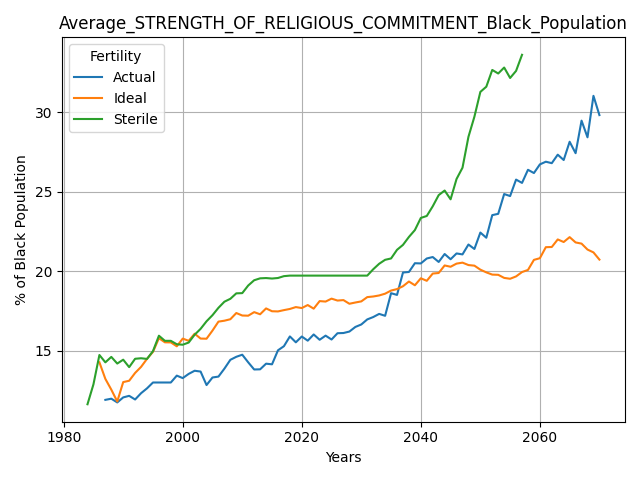 Average_STRENGTH_OF_RELIGIOUS_COMMITMENT_Black_Population
Fertility
Actual
Ideal
Sterile
% of Black Population
30
25
20
15
1980 2000 2020 2040 2060
Years